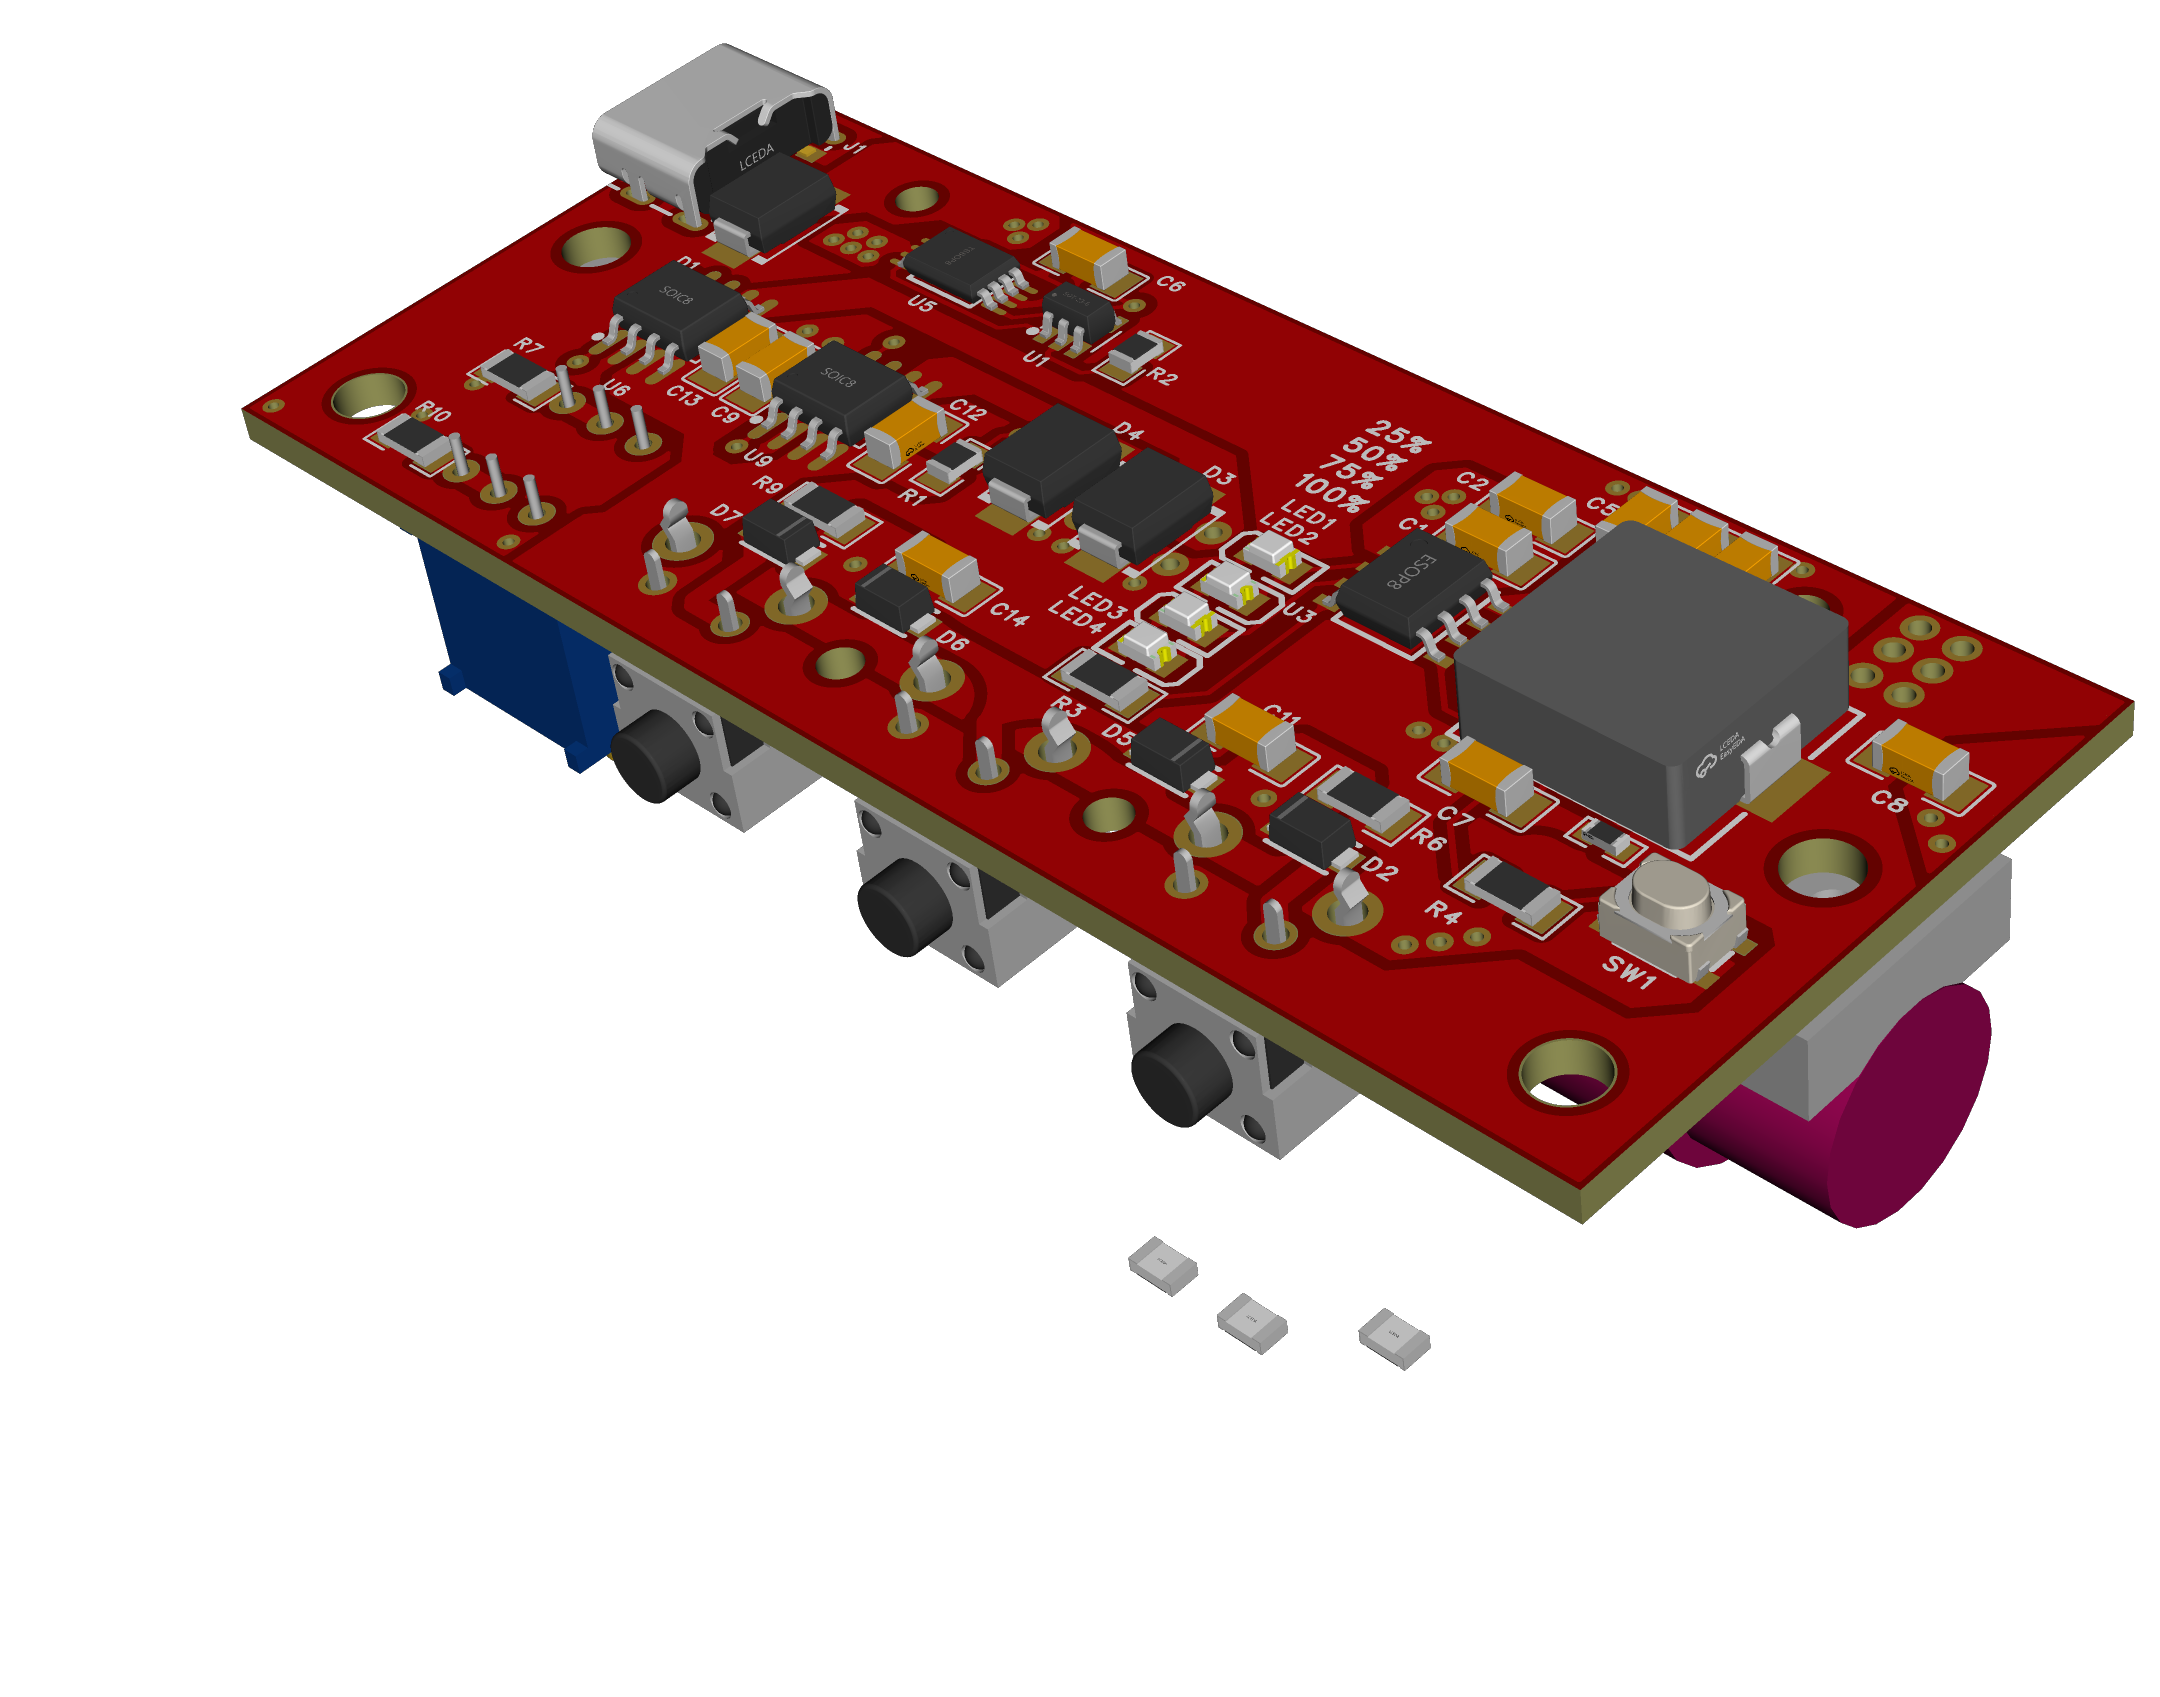 LCEDA
J1
D1
SOIC8
U5
C6
U1
R2
R7
U6
R10
C13
C9
SOIC8
C12
U9
R1
D4
D3
R9
D7
25%
50%
75%
100%
LED1
LED2
C2
C1
C5
ESOP8
U3
LED3
LED4
C14
D6
R3
D5
C11
LCEDA
EasyEDA
C7
C8
R6
D2
R4
SW1